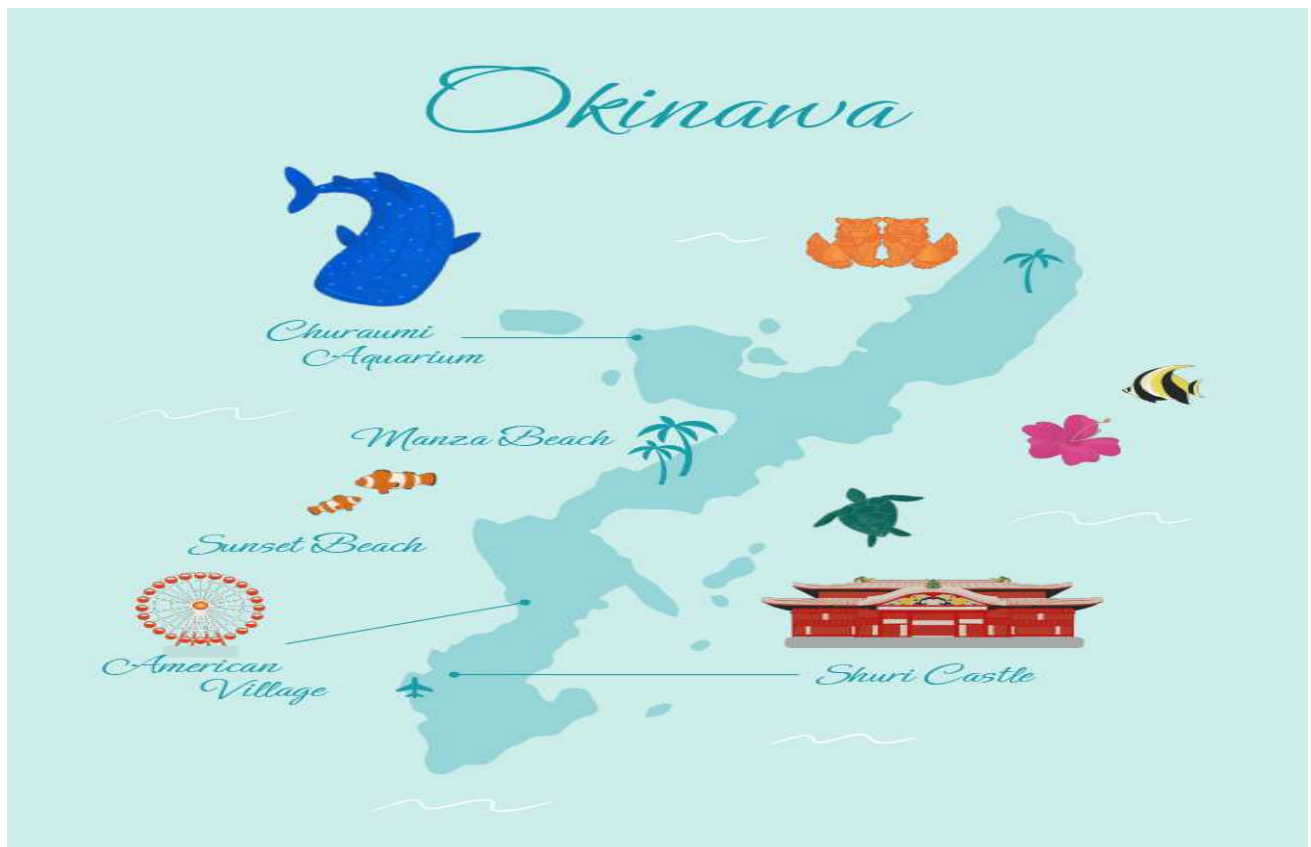 Okinawa
Churaumi
Aquarium
Manza Beach
Sunset Beach
American
Village
Shuri Castle